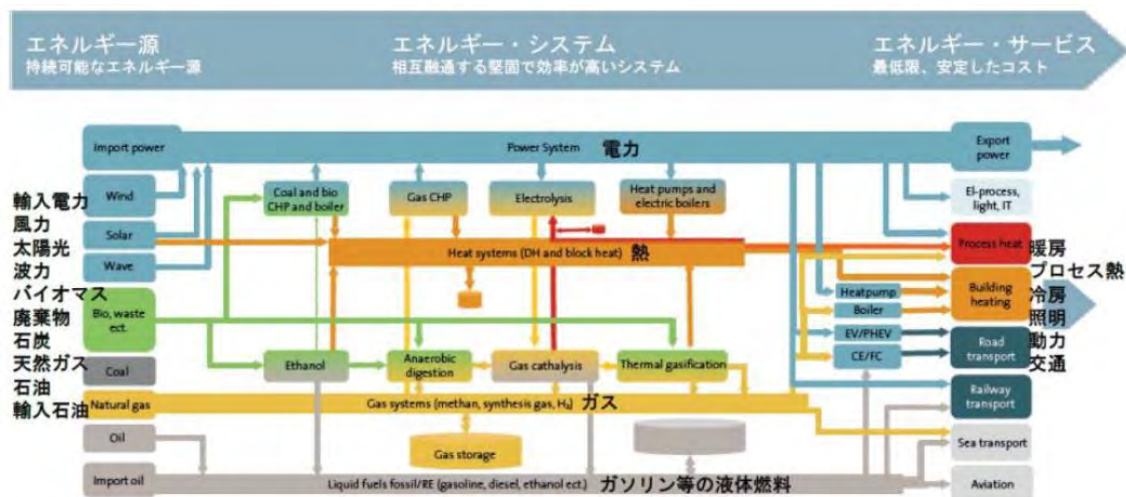 エネルギー源
持続可能なエネルギー源
エネルギー・システム
相互融通する堅固で効率が高いシステム
エネルギー・サービス
最低限、安定したコスト
Import power
Power System 電力
Export
power
輸入電力
風力
太陽光
波力
バイオマス
廃棄物
石炭
天然ガス
石油
輸入石油
Wind
Solar
Wave
Bio, waste
ect.
Coal
Natural gas
Oil
Import oil
Coal and bio
CHP and boiler
Gas CHP
Electrolysis
Heat pumps and
electric boilers
El-process,
light, IT
Heat systems (DH and block heat) 熱
Process heat
Heatpump
Boiler
Building
heating
EV/PHEV
CE/FC
Road
transport
暖房
プロセス熱
冷房
照明
動力
交通
Ethanol
Anaerobic
digestion
Gas cathalysis
Thermal gasification
Gas systems (methan, synthesis gas, H₂) ガス
Railway
transport
Gas storage
Sea transport
Liquid fuels fossil/RE (gasoline, diesel, ethanol ect.) ガソリン等の液体燃料
Aviation